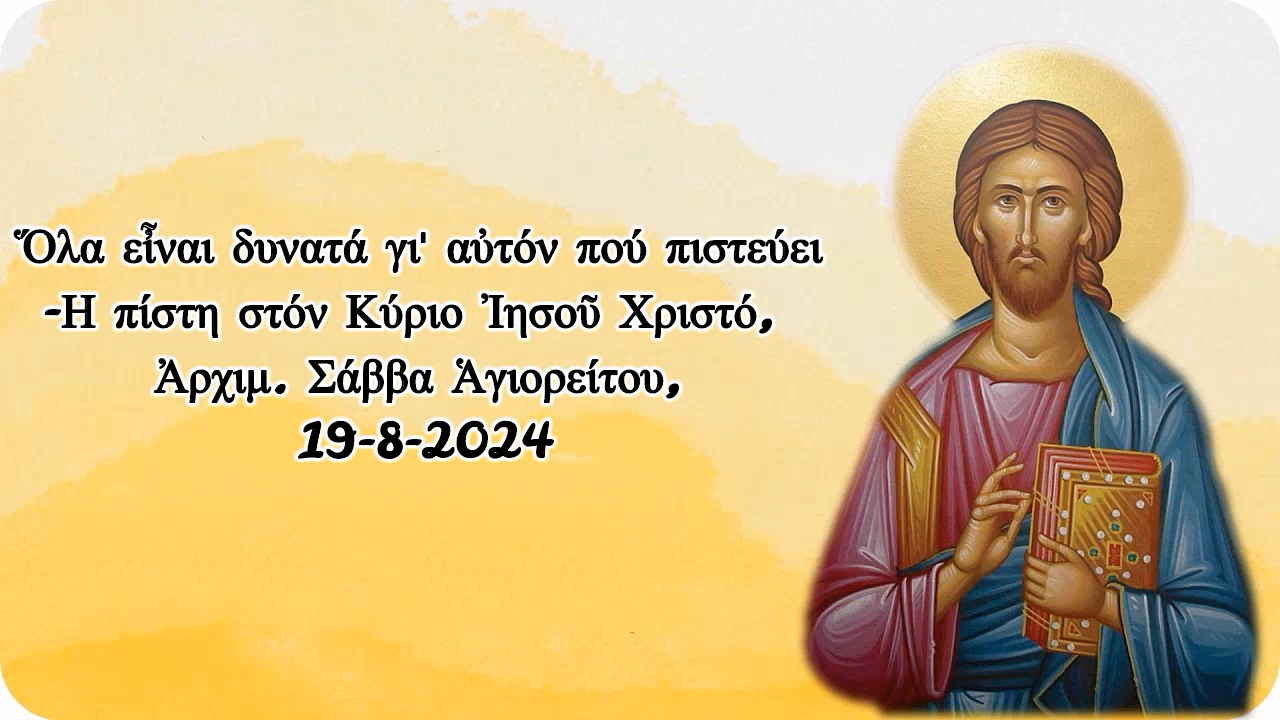 Ὅλα εἶναι δυνατά γι' αὐτόν πού πιστεύει
-Η πίστη στόν Κύριο Ἰησοῦ Χριστό,
Ἀρχιμ. Σάββα Ἁγιορείτου,
19-8-2024